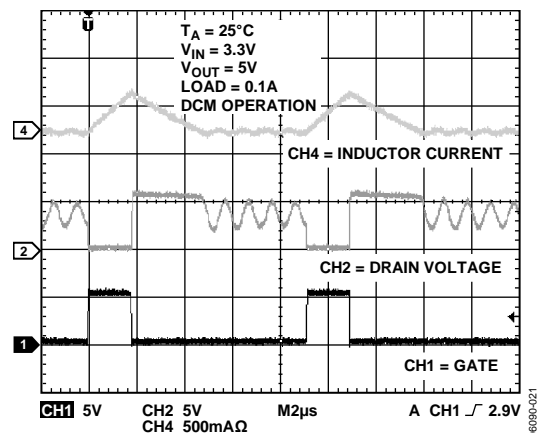 T
T_A = 25°C
V_IN = 3.3V
V_OUT = 5V
LOAD = 0.1A
DCM OPERATION
4
CH4 = INDUCTOR CURRENT
2
CH2 = DRAIN VOLTAGE
1
CH1 = GATE
CH1 5V CH2 5V M2µs A CH1 2.9V
CH4 500mAΩ
6090-021